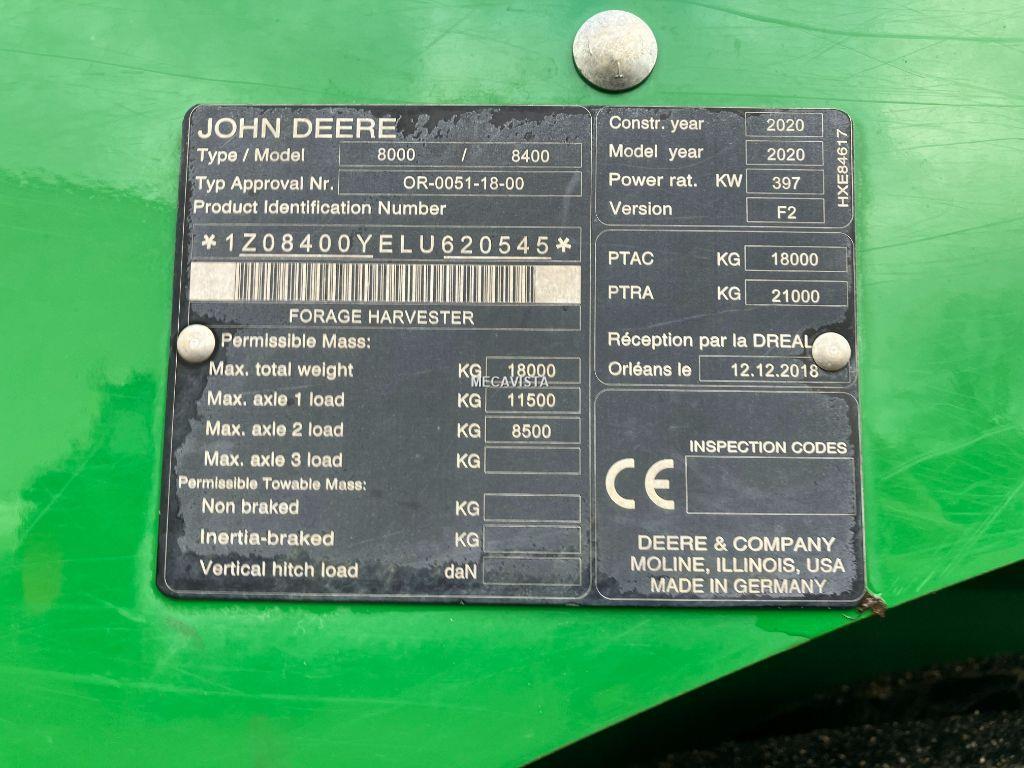 JOHN DEERE
Type / Model 8000 / 8400
Typ Approval Nr. OR-0051-18-00
Product Identification Number
*1Z08400YELU620545*
FORAGE HARVESTER
Permissible Mass:
Max. total weight KG 18000
MECAVISTA
Max. axle 1 load KG 11500
Max. axle 2 load KG 8500
Max. axle 3 load KG
Permissible Towable Mass:
Non braked KG
Inertia-braked KG
Vertical hitch load daN
Constr. year 2020
Model year 2020
Power rat. KW 397
Version F2
HXE84617
PTAC KG 18000
PTRA KG 21000
Réception par la DREAL
Orléans le 12.12.2018
INSPECTION CODES
CE
DEERE & COMPANY
MOLINE, ILLINOIS, USA
MADE IN GERMANY